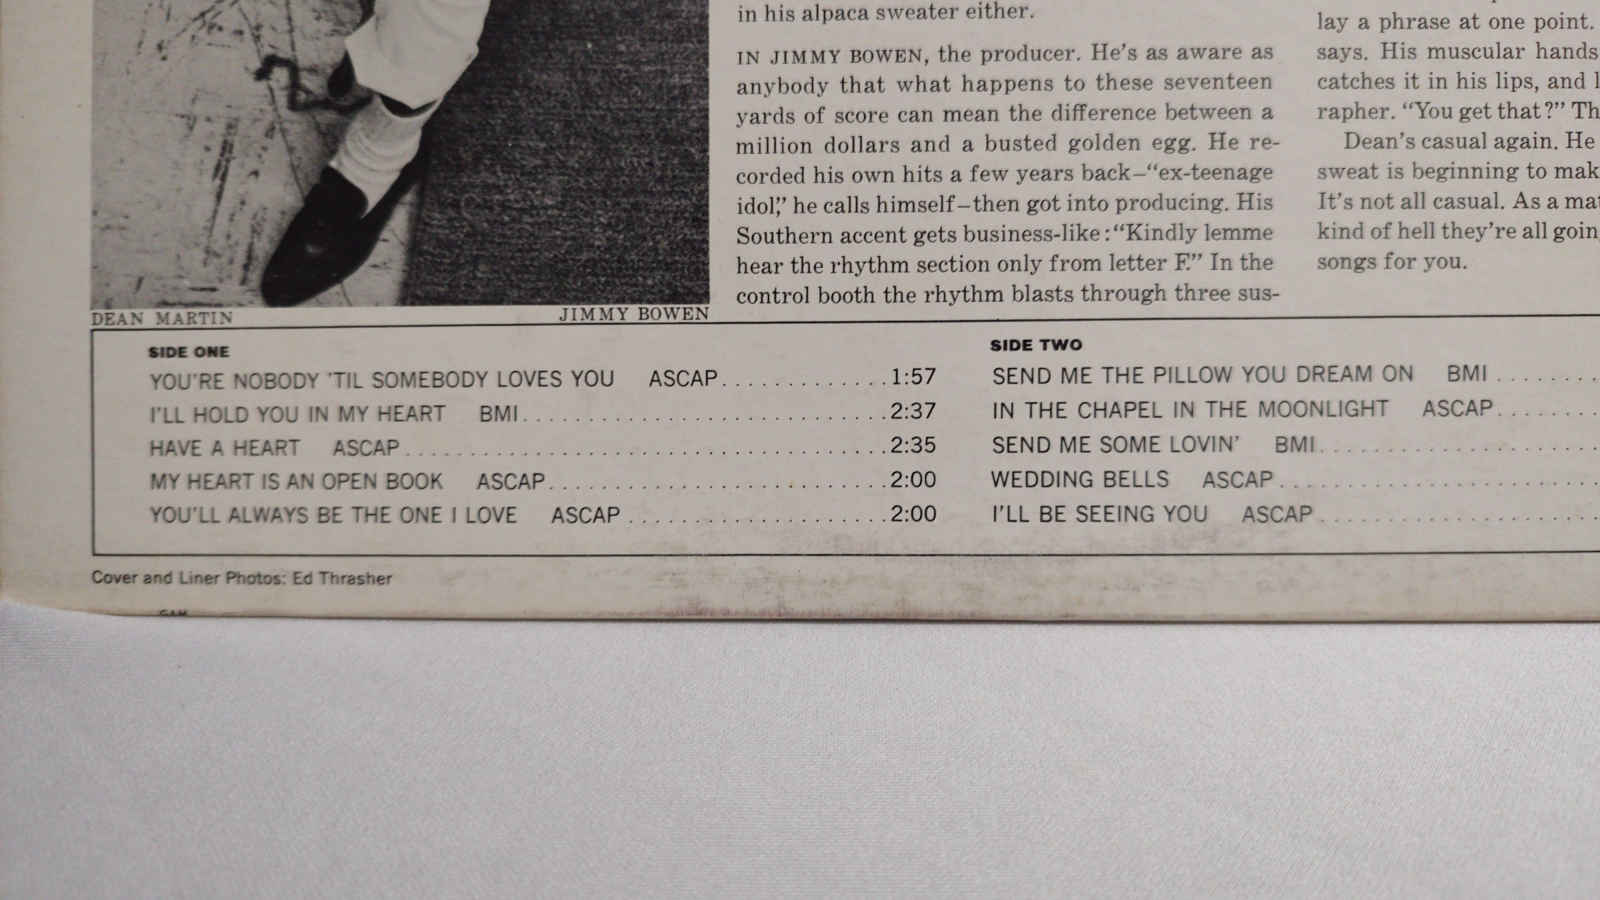 in his alpaca sweater either.
IN JIMMY BOWEN, the producer. He's as aware as
anybody that what happens to these seventeen
yards of score can mean the difference between a
million dollars and a busted golden egg. He re-
corded his own hits a few years back—“ex-teenage
idol,” he calls himself—then got into producing. His
Southern accent gets business-like: “Kindly lemme
hear the rhythm section only from letter F.” In the
control booth the rhythm blasts through three sus-
lay a phrase at one point.
says. His muscular hands
catches it in his lips, and
rapher. “You get that?” Th
Dean's casual again. He
sweat is beginning to mak
It's not all casual. As a mat
kind of hell they're all goin
songs for you.
DEAN MARTIN JIMMY BOWEN
SIDE ONE
YOU'RE NOBODY 'TIL SOMEBODY LOVES YOU ASCAP.............1:57
I'LL HOLD YOU IN MY HEART BMI............................2:37
HAVE A HEART ASCAP.....................................2:35
MY HEART IS AN OPEN BOOK ASCAP..........................2:00
YOU'LL ALWAYS BE THE ONE I LOVE ASCAP....................2:00
SIDE TWO
SEND ME THE PILLOW YOU DREAM ON BMI........
IN THE CHAPEL IN THE MOONLIGHT ASCAP........
SEND ME SOME LOVIN' BMI......................
WEDDING BELLS ASCAP.........................
I'LL BE SEEING YOU ASCAP.....................
Cover and Liner Photos: Ed Thrasher